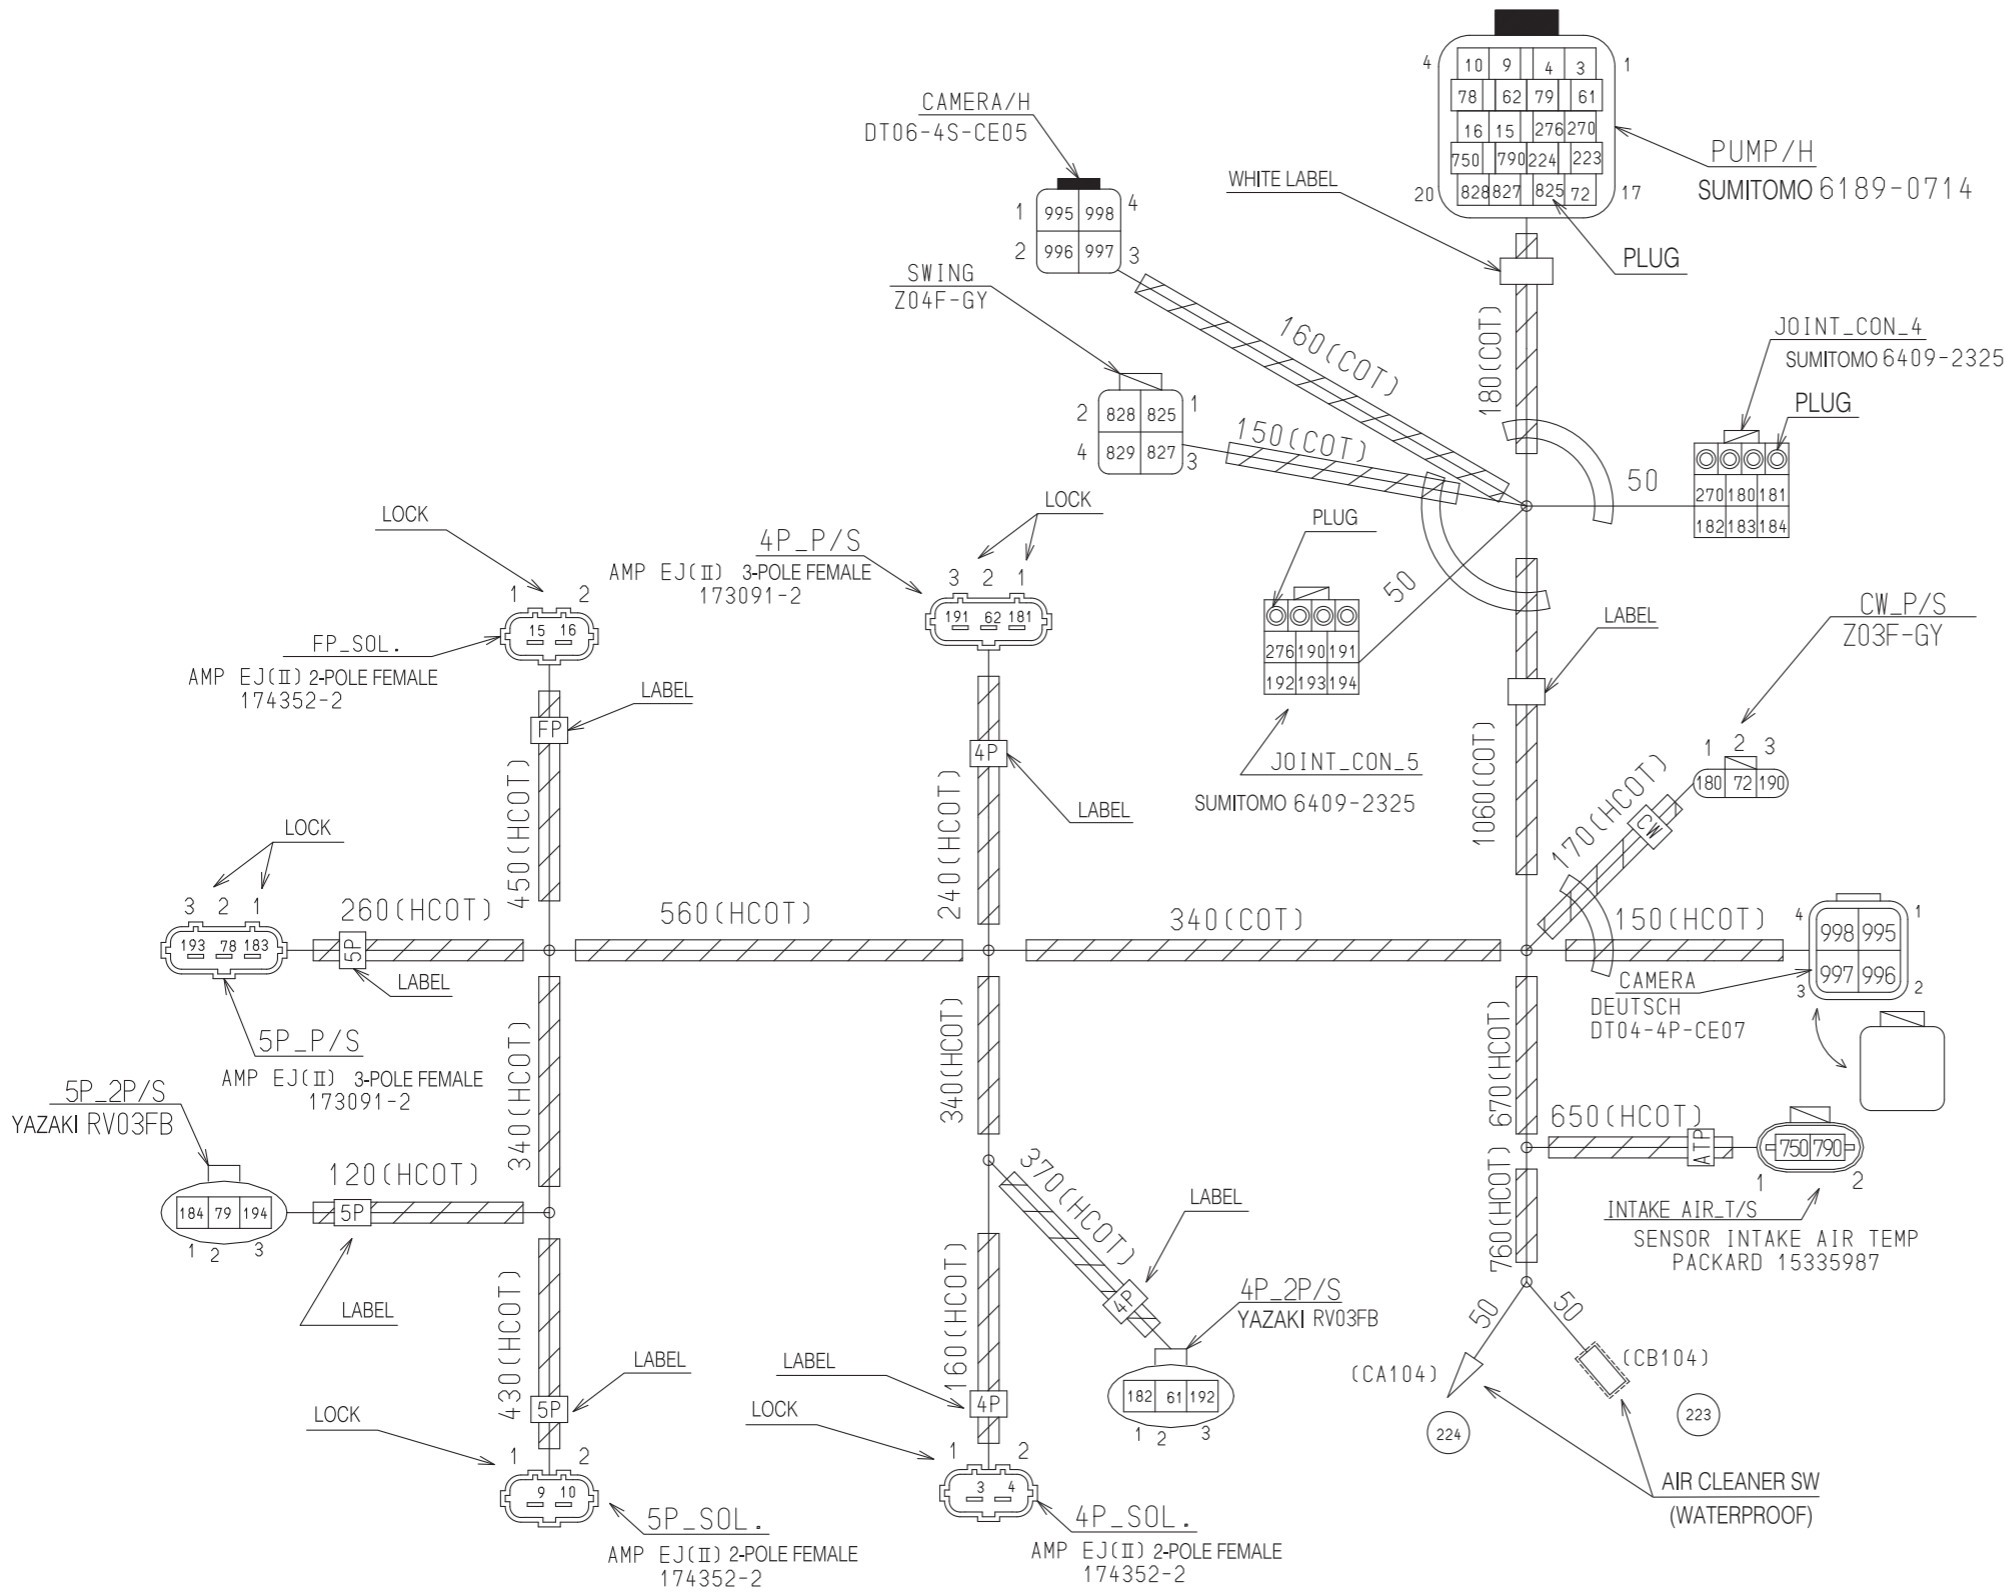 4
10 9 4 3
1
78 62 79 61
16 15 276 270
750 790 224 223
20
828 827 825 72
17
PUMP/H
SUMITOMO 6189-0714
PLUG
WHITE LABEL
180(COT)
CAMERA/H
DT06-4S-CE05
1
995 998
4
2
996 997
3
160(COT)
SWING
Z04F-GY
2
828 825
1
4
829 827
3
150(COT)
JOINT_CON_4
SUMITOMO 6409-2325
PLUG
50
270 180 181
182 183 184
PLUG
50
276 190 191
192 193 194
JOINT_CON_5
SUMITOMO 6409-2325
LABEL
1060(COT)
CW_P/S
Z03F-GY
1 2 3
180 72 190
170(HCOT)
CW
LOCK
1 2
15 16
FP_SOL.
AMP EJ(II) 2-POLE FEMALE
174352-2
LABEL
FP
450(HCOT)
LOCK
4P_P/S
AMP EJ(II) 3-POLE FEMALE
173091-2
3 2 1
191 62 181
4P
LABEL
240(HCOT)
LOCK
3 2 1
193 78 183
260(HCOT)
5P
LABEL
5P_P/S
AMP EJ(II) 3-POLE FEMALE
173091-2
560(HCOT)
340(COT)
150(HCOT)
4
998 995
1
997 996
3
2
CAMERA
DEUTSCH
DT04-4P-CE07
5P_2P/S
YAZAKI RV03FB
184 79 194
1 2 3
120(HCOT)
5P
LABEL
340(HCOT)
430(HCOT)
5P
LABEL
LOCK
1 2
9 10
5P_SOL.
AMP EJ(II) 2-POLE FEMALE
174352-2
340(HCOT)
370(HCOT)
4P
LABEL
4P_2P/S
YAZAKI RV03FB
182 61 192
1 2 3
160(HCOT)
LABEL
4P
LOCK
1 2
3 4
4P_SOL.
AMP EJ(II) 2-POLE FEMALE
174352-2
670(HCOT)
650(HCOT)
ATP
750 790
1 2
INTAKE AIR_T/S
SENSOR INTAKE AIR TEMP
PACKARD 15335987
760(HCOT)
50
50
(CA104)
(CB104)
224
223
AIR CLEANER SW
(WATERPROOF)